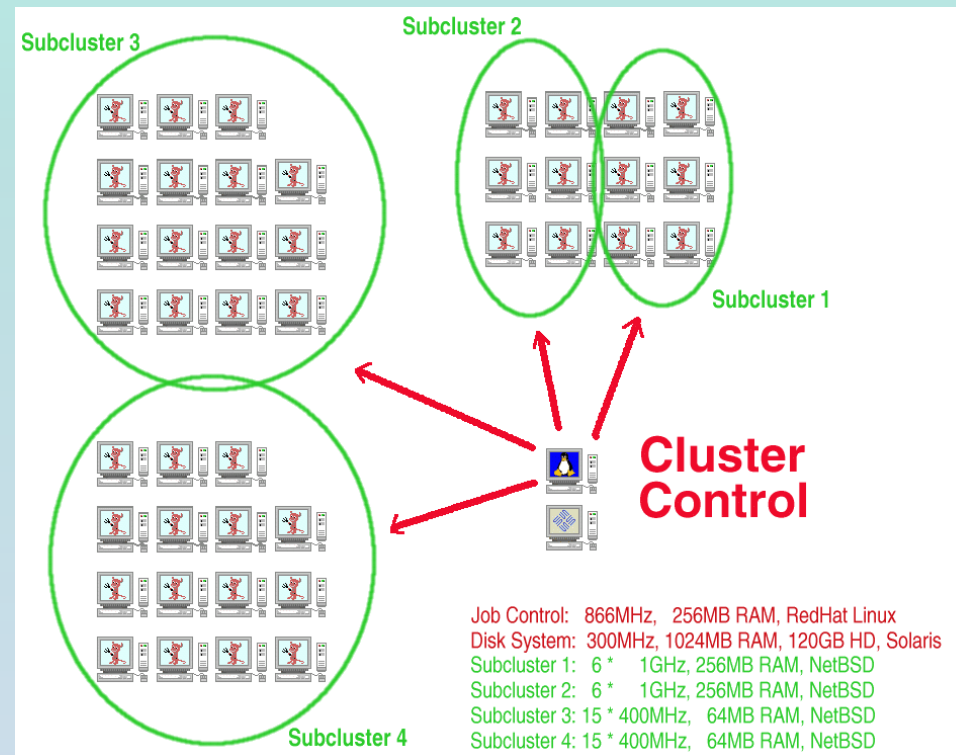 Subcluster 3
Subcluster 2
Subcluster 1
Cluster
Control
Subcluster 4
Job Control: 866MHz, 256MB RAM, RedHat Linux
Disk System: 300MHz, 1024MB RAM, 120GB HD, Solaris
Subcluster 1: 6 * 1GHz, 256MB RAM, NetBSD
Subcluster 2: 6 * 1GHz, 256MB RAM, NetBSD
Subcluster 3: 15 * 400MHz, 64MB RAM, NetBSD
Subcluster 4: 15 * 400MHz, 64MB RAM, NetBSD